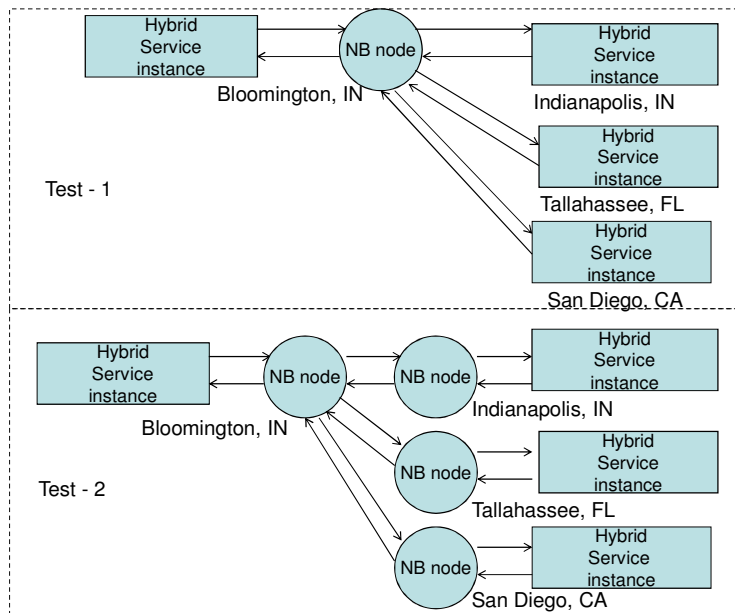 Hybrid
Service
instance
NB node
Hybrid
Service
instance
Bloomington, IN
Indianapolis, IN
Hybrid
Service
instance
Test - 1
Tallahassee, FL
Hybrid
Service
instance
San Diego, CA
Hybrid
Service
instance
NB node
NB node
Hybrid
Service
instance
Bloomington, IN
Indianapolis, IN
NB node
Hybrid
Service
instance
Test - 2
Tallahassee, FL
NB node
Hybrid
Service
instance
San Diego, CA